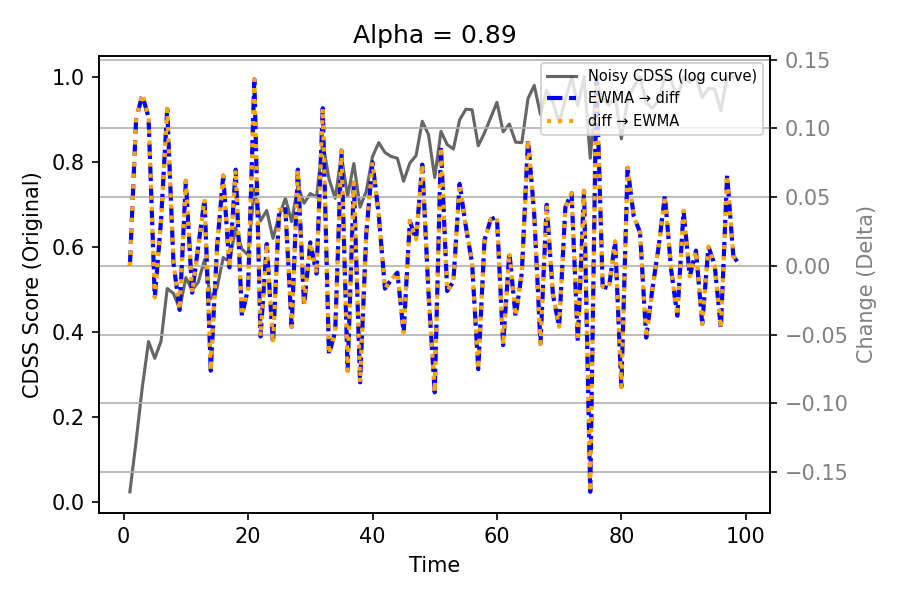 Alpha = 0.89
CDSS Score (Original)
1.0
0.8
0.6
0.4
0.2
0.0
Noisy CDSS (log curve)
EWMA → diff
diff → EWMA
0.15
0.10
0.05
0.00
−0.05
−0.10
−0.15
Change (Delta)
0 20 40 60 80 100
Time